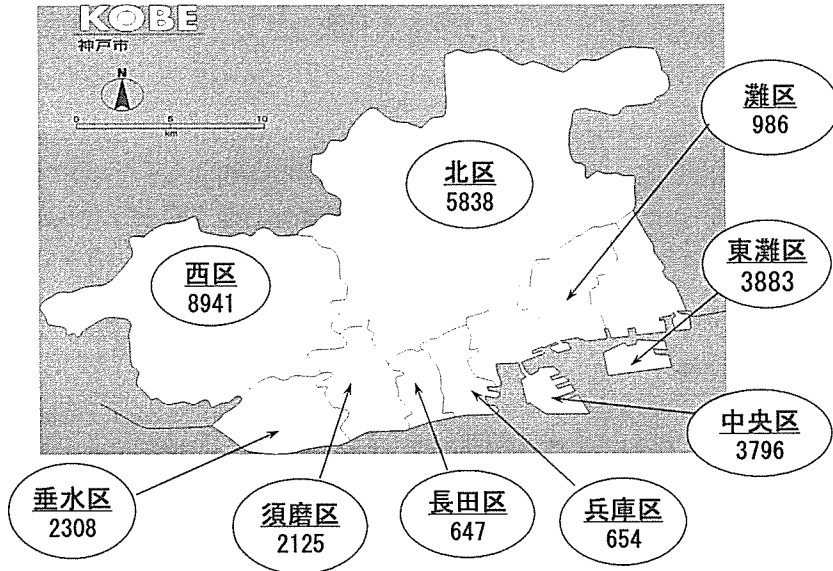 KOBE
神戸市
N
0 5 10
km
灘区
986
北区
5838
東灘区
3883
西区
8941
中央区
3796
垂水区
2308
須磨区
2125
長田区
647
兵庫区
654